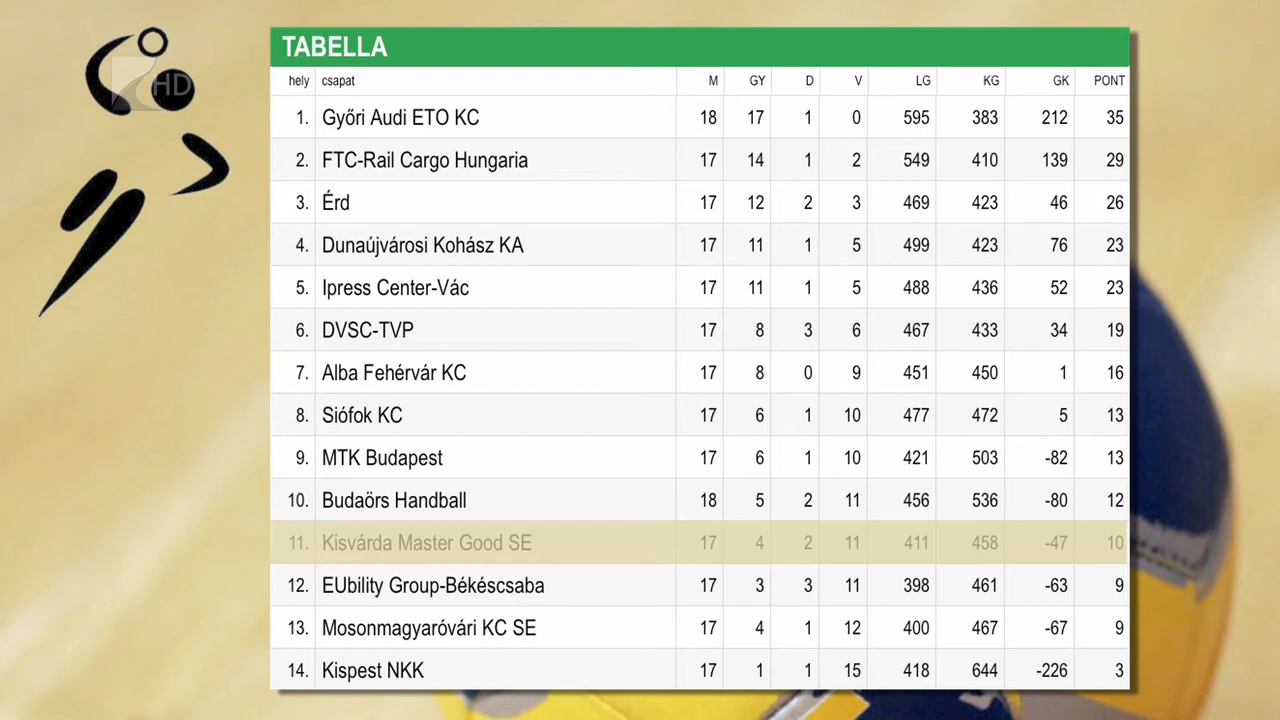 HD
TABELLA
hely csapat M GY D V LG KG GK PONT
1. Győri Audi ETO KC 18 17 1 0 595 383 212 35
2. FTC-Rail Cargo Hungaria 17 14 1 2 549 410 139 29
3. Érd 17 12 2 3 469 423 46 26
4. Dunaújvárosi Kohász KA 17 11 1 5 499 423 76 23
5. Ipress Center-Vác 17 11 1 5 488 436 52 23
6. DVSC-TVP 17 8 3 6 467 433 34 19
7. Alba Fehérvár KC 17 8 0 9 451 450 1 16
8. Siófok KC 17 6 1 10 477 472 5 13
9. MTK Budapest 17 6 1 10 421 503 -82 13
10. Budaörs Handball 18 5 2 11 456 536 -80 12
11. Kisvárda Master Good SE 17 4 2 11 411 458 -47 10
12. EUbility Group-Békéscsaba 17 3 3 11 398 461 -63 9
13. Mosonmagyaróvári KC SE 17 4 1 12 400 467 -67 9
14. Kispest NKK 17 1 1 15 418 644 -226 3